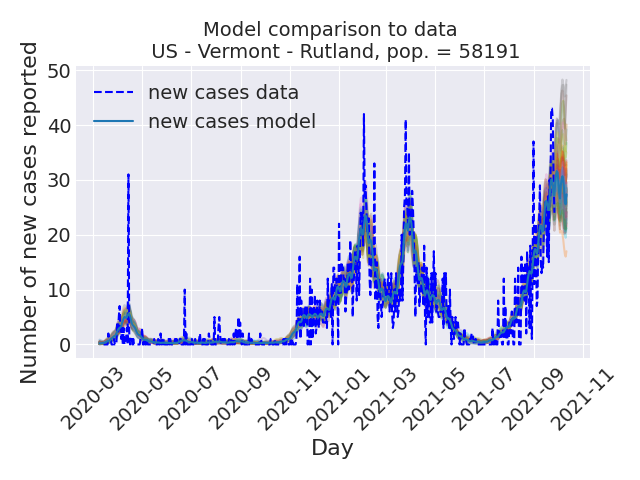 Model comparison to data
US - Vermont - Rutland, pop. = 58191
Number of new cases reported
50
40
30
20
10
0
new cases data
new cases model
2020-03
2020-05
2020-07
2020-09
2020-11
2021-01
2021-03
2021-05
2021-07
2021-09
2021-11
Day